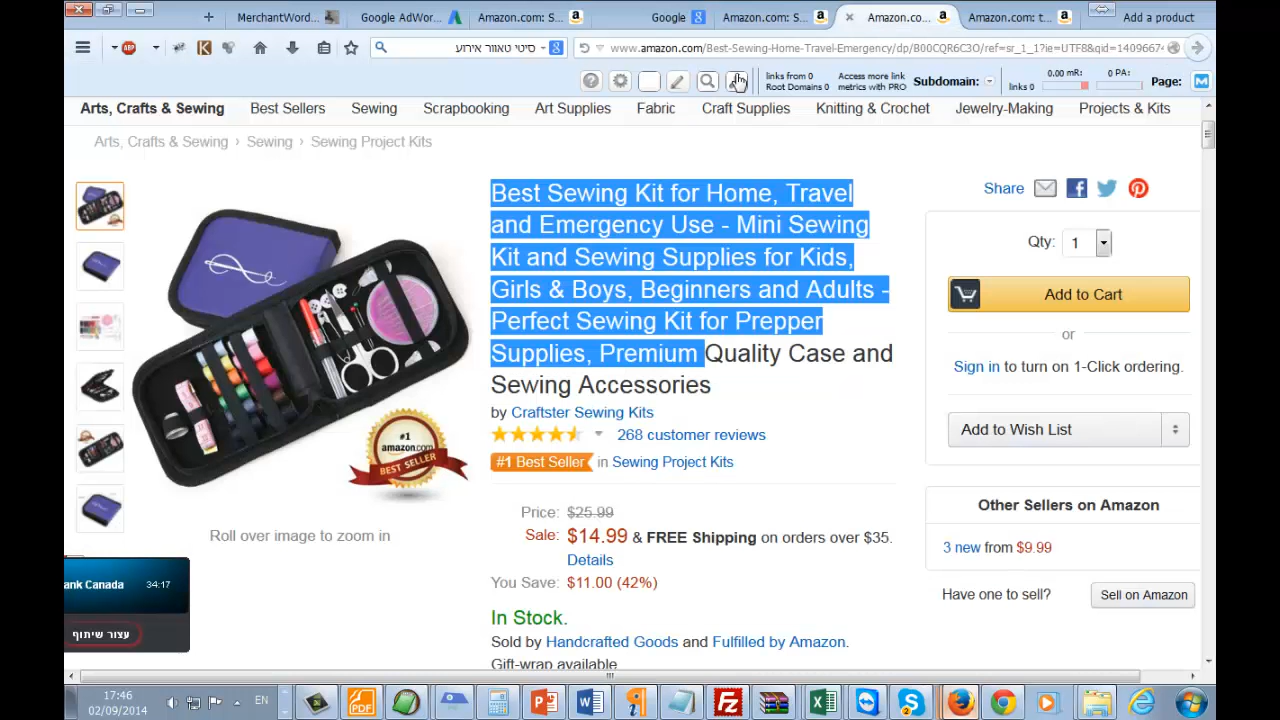 MerchantWord...
Google AdWor...
Amazon.com: S...
Google
Amazon.com: S...
Amazon.co...
Amazon.com: t...
Add a product
סיטי טאוור אירוע
www.amazon.com/Best-Sewing-Home-Travel-Emergency/dp/B00CQR6C3O/ref=sr_1_1?ie=UTF8&qid=1409667
links from 0
Root Domains 0
Access more link
metrics with PRO
Subdomain:
0.00 mR:
links 0
0 PA:
Page:
Arts, Crafts & Sewing
Best Sellers
Sewing
Scrapbooking
Art Supplies
Fabric
Craft Supplies
Knitting & Crochet
Jewelry-Making
Projects & Kits
Arts, Crafts & Sewing › Sewing › Sewing Project Kits
Best Sewing Kit for Home, Travel
and Emergency Use - Mini Sewing
Kit and Sewing Supplies for Kids,
Girls & Boys, Beginners and Adults -
Perfect Sewing Kit for Prepper
Supplies, Premium Quality Case and
Sewing Accessories
by Craftster Sewing Kits
268 customer reviews
#1 Best Seller in Sewing Project Kits
Price: $25.99
Sale: $14.99 & FREE Shipping on orders over $35.
Details
You Save: $11.00 (42%)
In Stock.
Sold by Handcrafted Goods and Fulfilled by Amazon.
Gift-wrap available
#1
amazon.com
BEST SELLER
Roll over image to zoom in
Share
Qty: 1
Add to Cart
or
Sign in to turn on 1-Click ordering.
Add to Wish List
Other Sellers on Amazon
3 new from $9.99
Have one to sell?
Sell on Amazon
ank Canada
34:17
עצור שיתוף
17:46
02/09/2014
EN
PDF